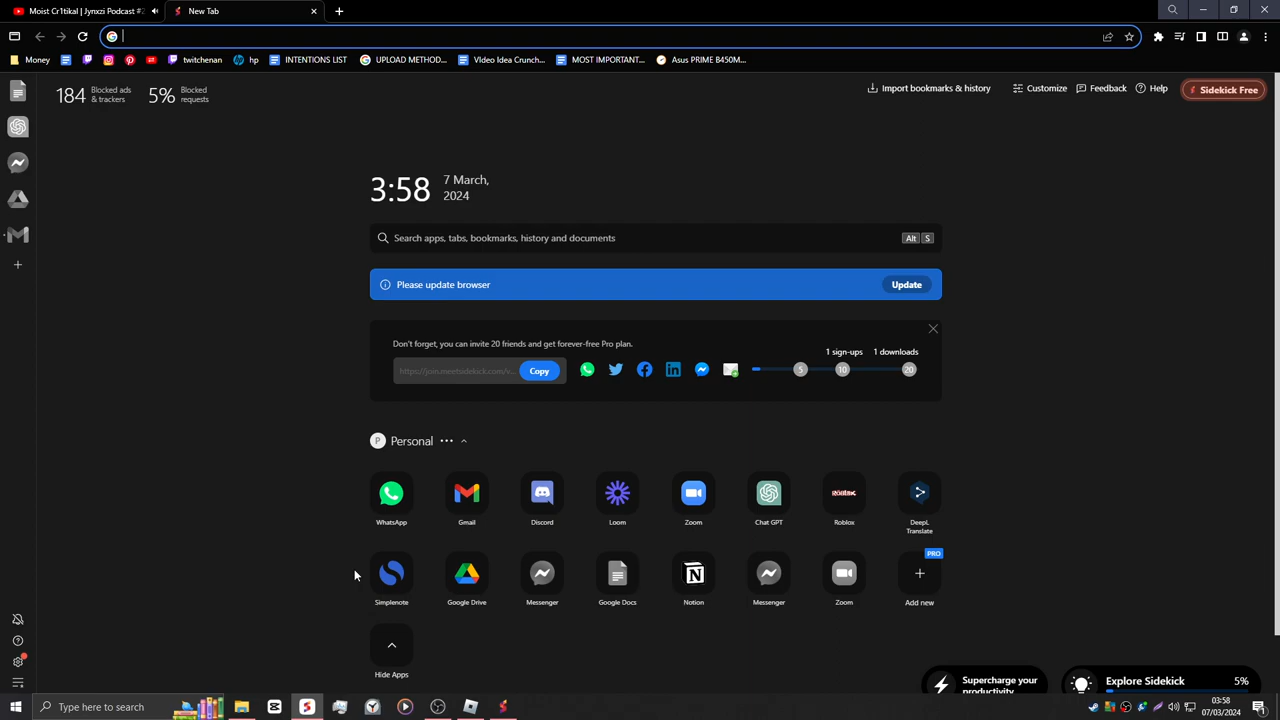 Moist Cr1tikal | Jynxzi Podcast #2
New Tab
Money
twitchenan
hp
INTENTIONS LIST
UPLOAD METHOD...
VIdeo Idea Crunch...
MOST IMPORTANT...
Asus PRIME B450M...
184 Blocked ads & trackers
5% Blocked requests
Import bookmarks & history
Customize
Feedback
Help
Sidekick Free
3:58
7 March,
2024
Search apps, tabs, bookmarks, history and documents
Alt S
Please update browser
Update
Don't forget, you can invite 20 friends and get forever-free Pro plan.
1 sign-ups
1 downloads
https://join.meetsidekick.com/v...
Copy
5
10
20
P Personal
WhatsApp
Gmail
Discord
Loom
Zoom
Chat GPT
ROBLOX
Roblox
DeepL
Translate
PRO
Simplenote
Google Drive
Messenger
Google Docs
Notion
Messenger
Zoom
Add new
Hide Apps
Supercharge your
productivity
Explore Sidekick
5%
Type here to search
03:58
07/03/2024